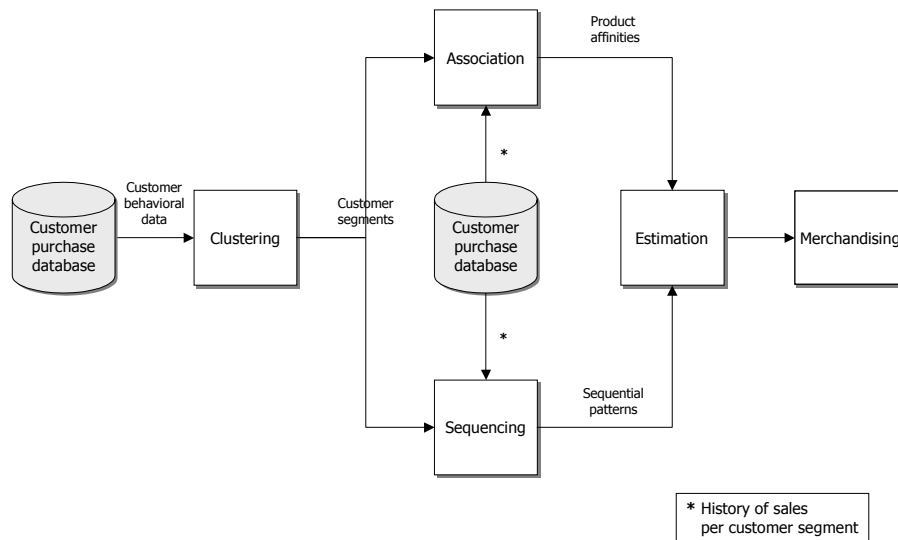 Product
affinities
Association
*
Customer
behavioral
data
Customer
purchase
database
Clustering
Customer
segments
Customer
purchase
database
Estimation
Merchandising
*
Sequencing
Sequential
patterns
* History of sales
per customer segment